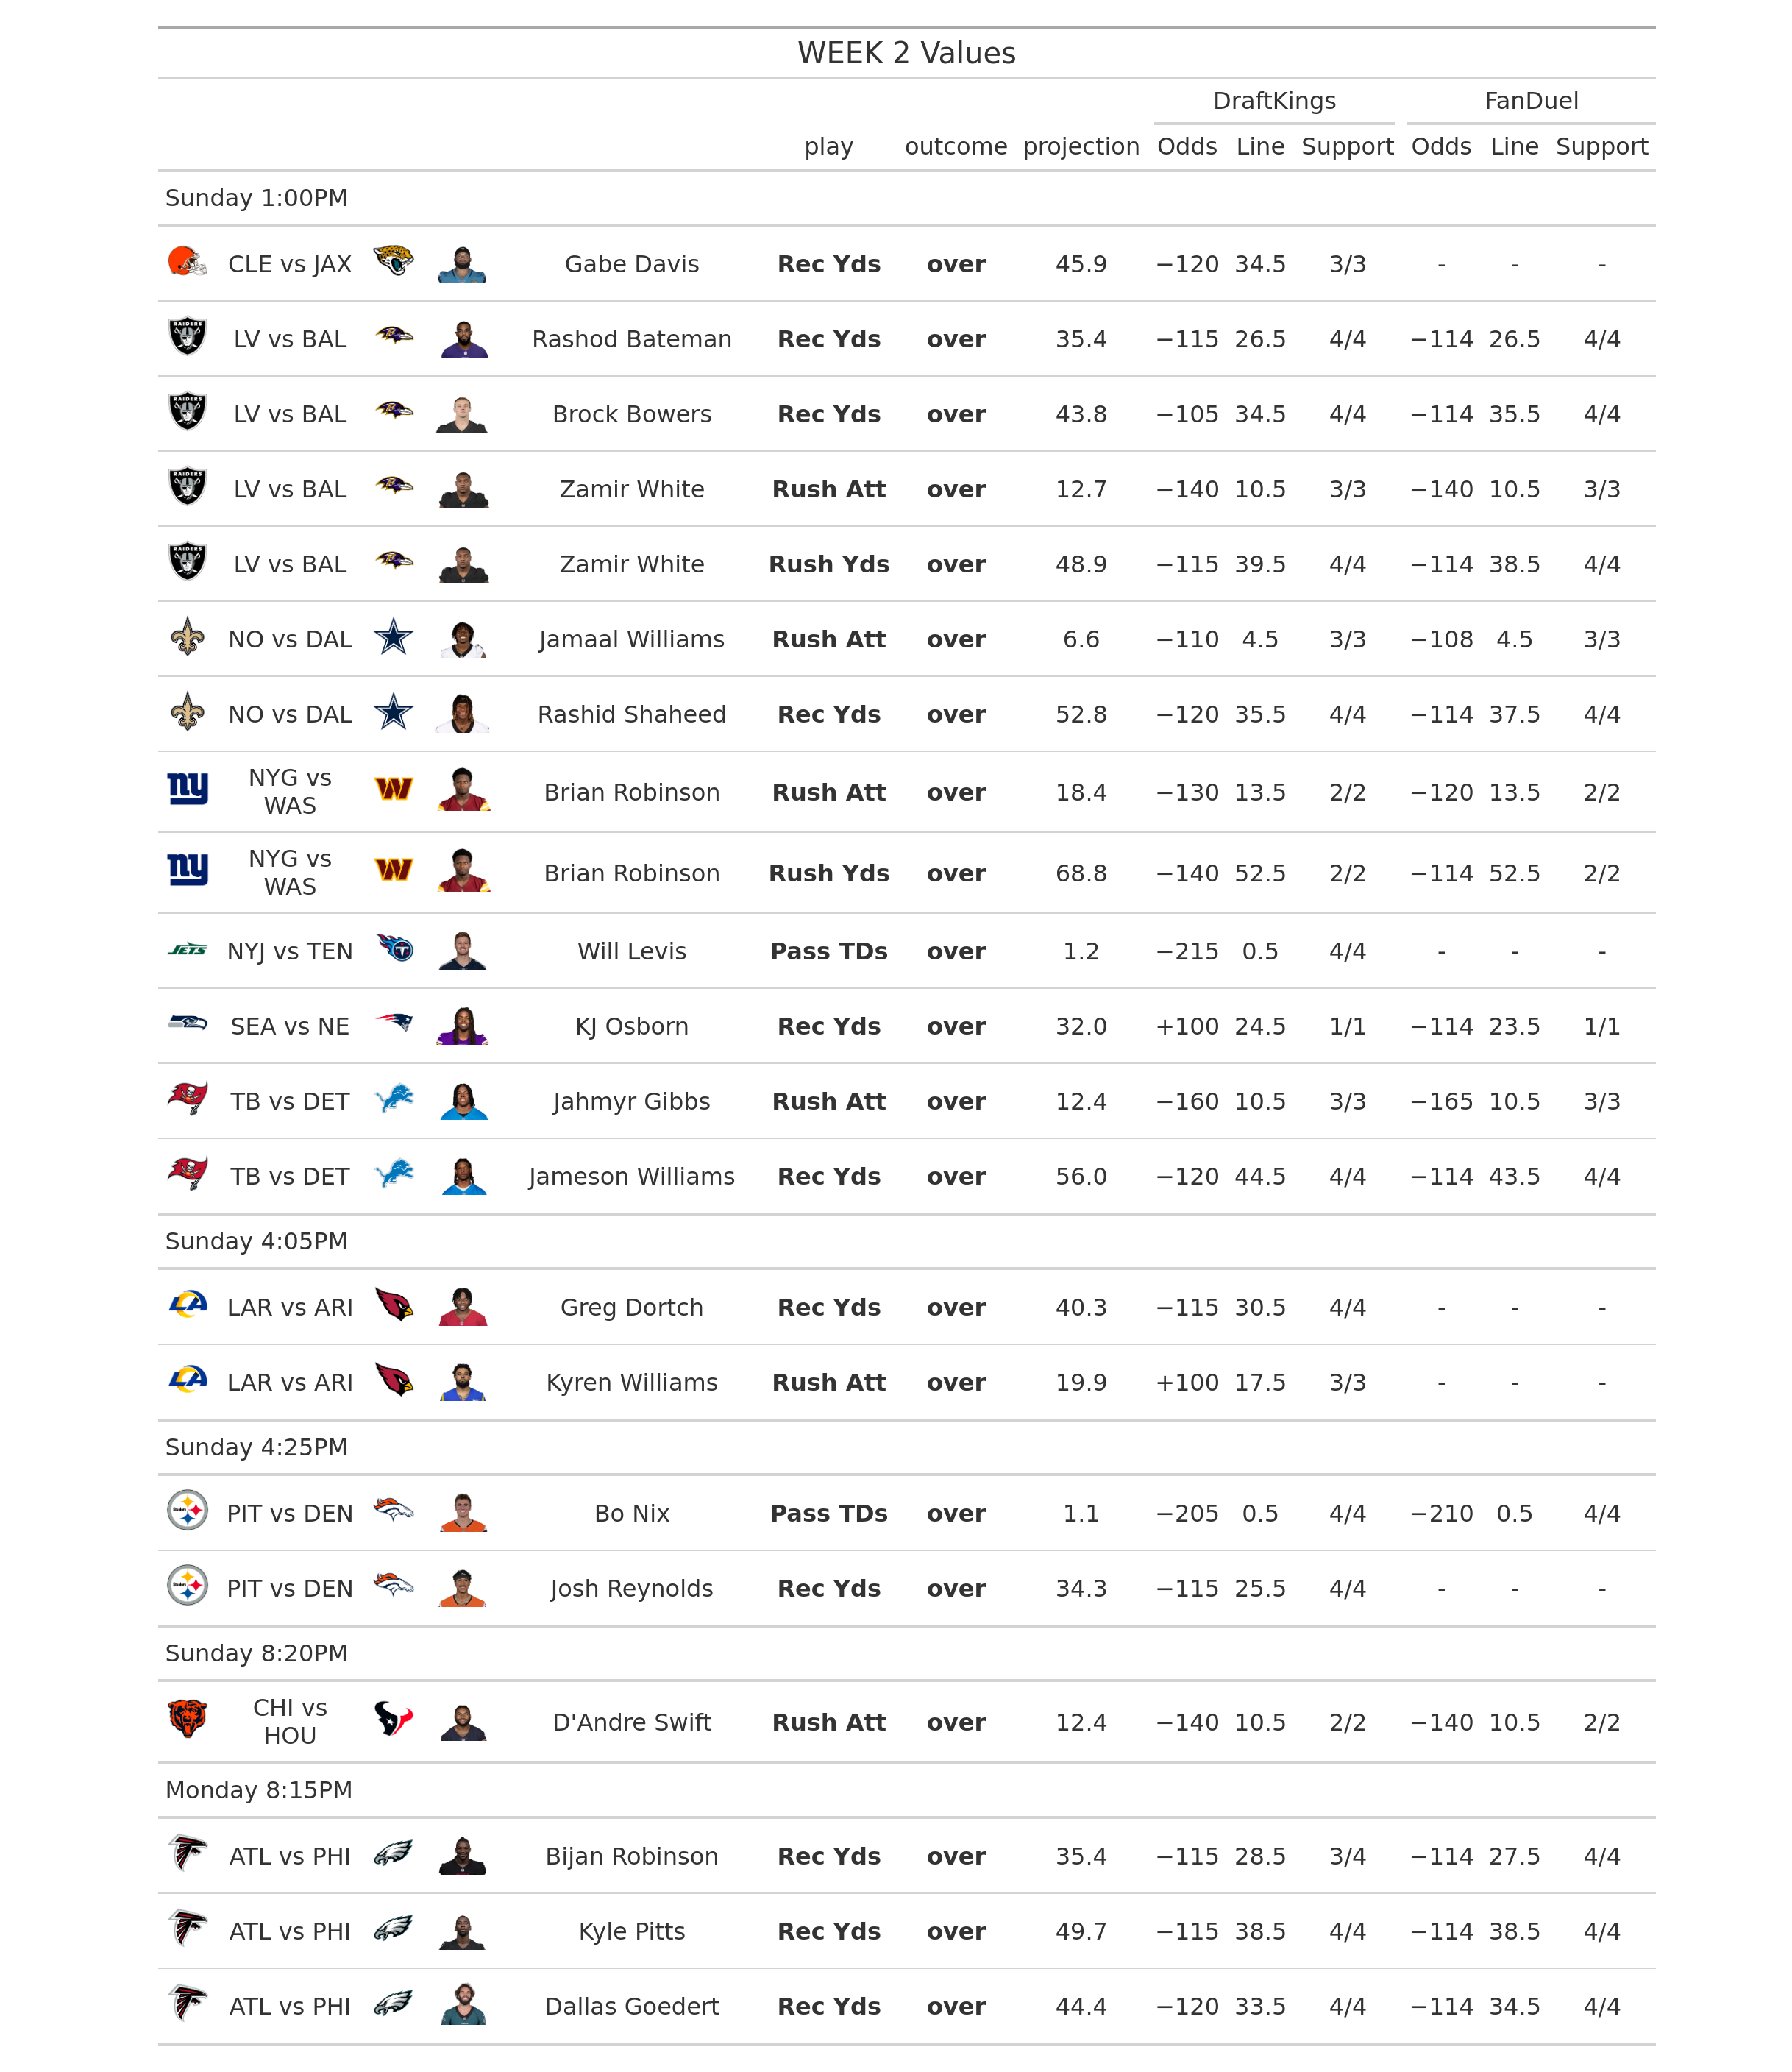 WEEK 2 Values
DraftKings FanDuel
play outcome projection Odds Line Support Odds Line Support
Sunday 1:00PM
CLE vs JAX Gabe Davis Rec Yds over 45.9 −120 34.5 3/3 - - -
RAIDERS LV vs BAL Rashod Bateman Rec Yds over 35.4 −115 26.5 4/4 −114 26.5 4/4
RAIDERS LV vs BAL Brock Bowers Rec Yds over 43.8 −105 34.5 4/4 −114 35.5 4/4
RAIDERS LV vs BAL Zamir White Rush Att over 12.7 −140 10.5 3/3 −140 10.5 3/3
RAIDERS LV vs BAL Zamir White Rush Yds over 48.9 −115 39.5 4/4 −114 38.5 4/4
NO vs DAL Jamaal Williams Rush Att over 6.6 −110 4.5 3/3 −108 4.5 3/3
NO vs DAL Rashid Shaheed Rec Yds over 52.8 −120 35.5 4/4 −114 37.5 4/4
ny NYG vs
WAS W Brian Robinson Rush Att over 18.4 −130 13.5 2/2 −120 13.5 2/2
ny NYG vs
WAS W Brian Robinson Rush Yds over 68.8 −140 52.5 2/2 −114 52.5 2/2
JETS NYJ vs TEN T Will Levis Pass TDs over 1.2 −215 0.5 4/4 - - -
SEA vs NE KJ Osborn Rec Yds over 32.0 +100 24.5 1/1 −114 23.5 1/1
TB vs DET Jahmyr Gibbs Rush Att over 12.4 −160 10.5 3/3 −165 10.5 3/3
TB vs DET Jameson Williams Rec Yds over 56.0 −120 44.5 4/4 −114 43.5 4/4
Sunday 4:05PM
LA LAR vs ARI Greg Dortch Rec Yds over 40.3 −115 30.5 4/4 - - -
LA LAR vs ARI Kyren Williams Rush Att over 19.9 +100 17.5 3/3 - - -
Sunday 4:25PM
Steelers PIT vs DEN Bo Nix Pass TDs over 1.1 −205 0.5 4/4 −210 0.5 4/4
Steelers PIT vs DEN Josh Reynolds Rec Yds over 34.3 −115 25.5 4/4 - - -
Sunday 8:20PM
CHI vs
HOU D'Andre Swift Rush Att over 12.4 −140 10.5 2/2 −140 10.5 2/2
Monday 8:15PM
ATL vs PHI Bijan Robinson Rec Yds over 35.4 −115 28.5 3/4 −114 27.5 4/4
ATL vs PHI Kyle Pitts Rec Yds over 49.7 −115 38.5 4/4 −114 38.5 4/4
ATL vs PHI Dallas Goedert Rec Yds over 44.4 −120 33.5 4/4 −114 34.5 4/4